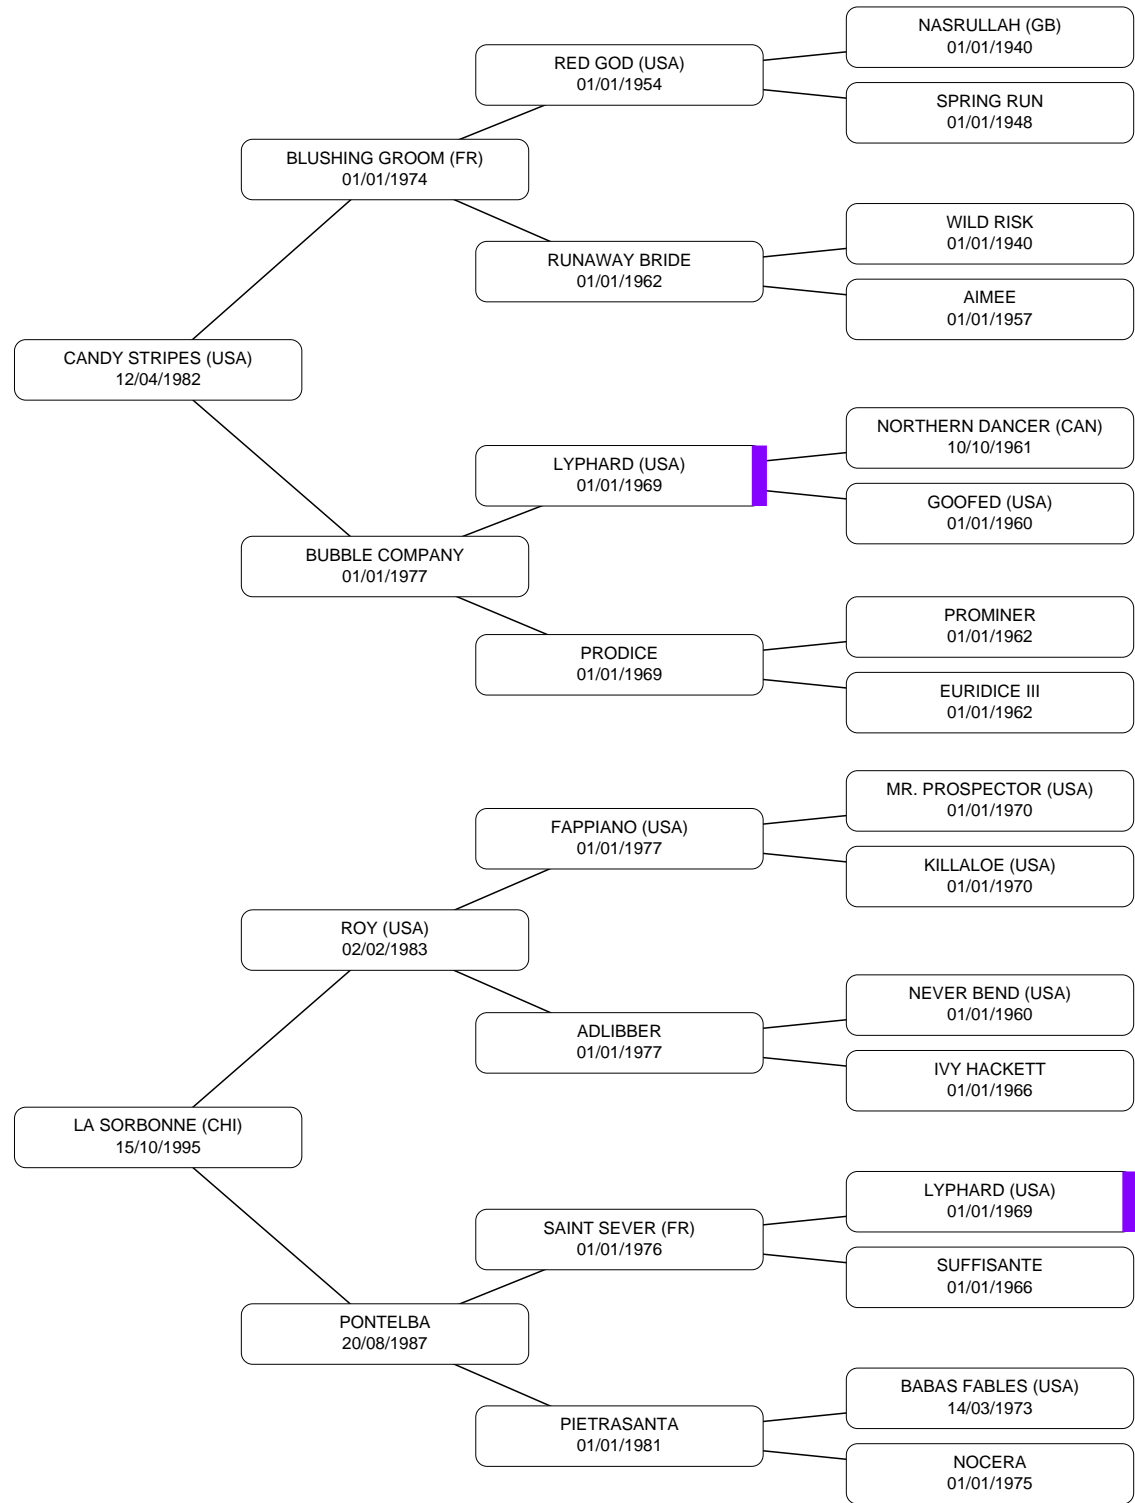 NASRULLAH (GB)
01/01/1940
RED GOD (USA)
01/01/1954
SPRING RUN
01/01/1948
BLUSHING GROOM (FR)
01/01/1974
WILD RISK
01/01/1940
RUNAWAY BRIDE
01/01/1962
AIMEE
01/01/1957
CANDY STRIPES (USA)
12/04/1982
NORTHERN DANCER (CAN)
10/10/1961
LYPHARD (USA)
01/01/1969
GOOFED (USA)
01/01/1960
BUBBLE COMPANY
01/01/1977
PROMINER
01/01/1962
PRODICE
01/01/1969
EURIDICE III
01/01/1962
MR. PROSPECTOR (USA)
01/01/1970
FAPPIANO (USA)
01/01/1977
KILLALOE (USA)
01/01/1970
ROY (USA)
02/02/1983
NEVER BEND (USA)
01/01/1960
ADLIBBER
01/01/1977
IVY HACKETT
01/01/1966
LA SORBONNE (CHI)
15/10/1995
LYPHARD (USA)
01/01/1969
SAINT SEVER (FR)
01/01/1976
SUFFISANTE
01/01/1966
PONTELBA
20/08/1987
BABAS FABLES (USA)
14/03/1973
PIETRASANTA
01/01/1981
NOCERA
01/01/1975